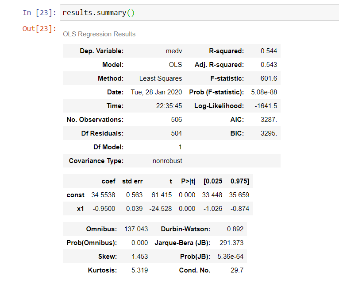 In [23]: results.summary()
Out[23]: OLS Regression Results
Dep. Variable: medv R-squared: 0.544
Model: OLS Adj. R-squared: 0.543
Method: Least Squares F-statistic: 601.6
Date: Tue, 28 Jan 2020 Prob (F-statistic): 5.08e-88
Time: 22:35:45 Log-Likelihood: -1641.5
No. Observations: 506 AIC: 3287.
Df Residuals: 504 BIC: 3295.
Df Model: 1
Covariance Type: nonrobust
coef std err t P>|t| [0.025 0.975]
const 34.5538 0.563 61.415 0.000 33.448 35.659
x1 -0.9500 0.039 -24.528 0.000 -1.026 -0.874
Omnibus: 137.043 Durbin-Watson: 0.892
Prob(Omnibus): 0.000 Jarque-Bera (JB): 291.373
Skew: 1.453 Prob(JB): 5.36e-64
Kurtosis: 5.319 Cond. No. 29.7